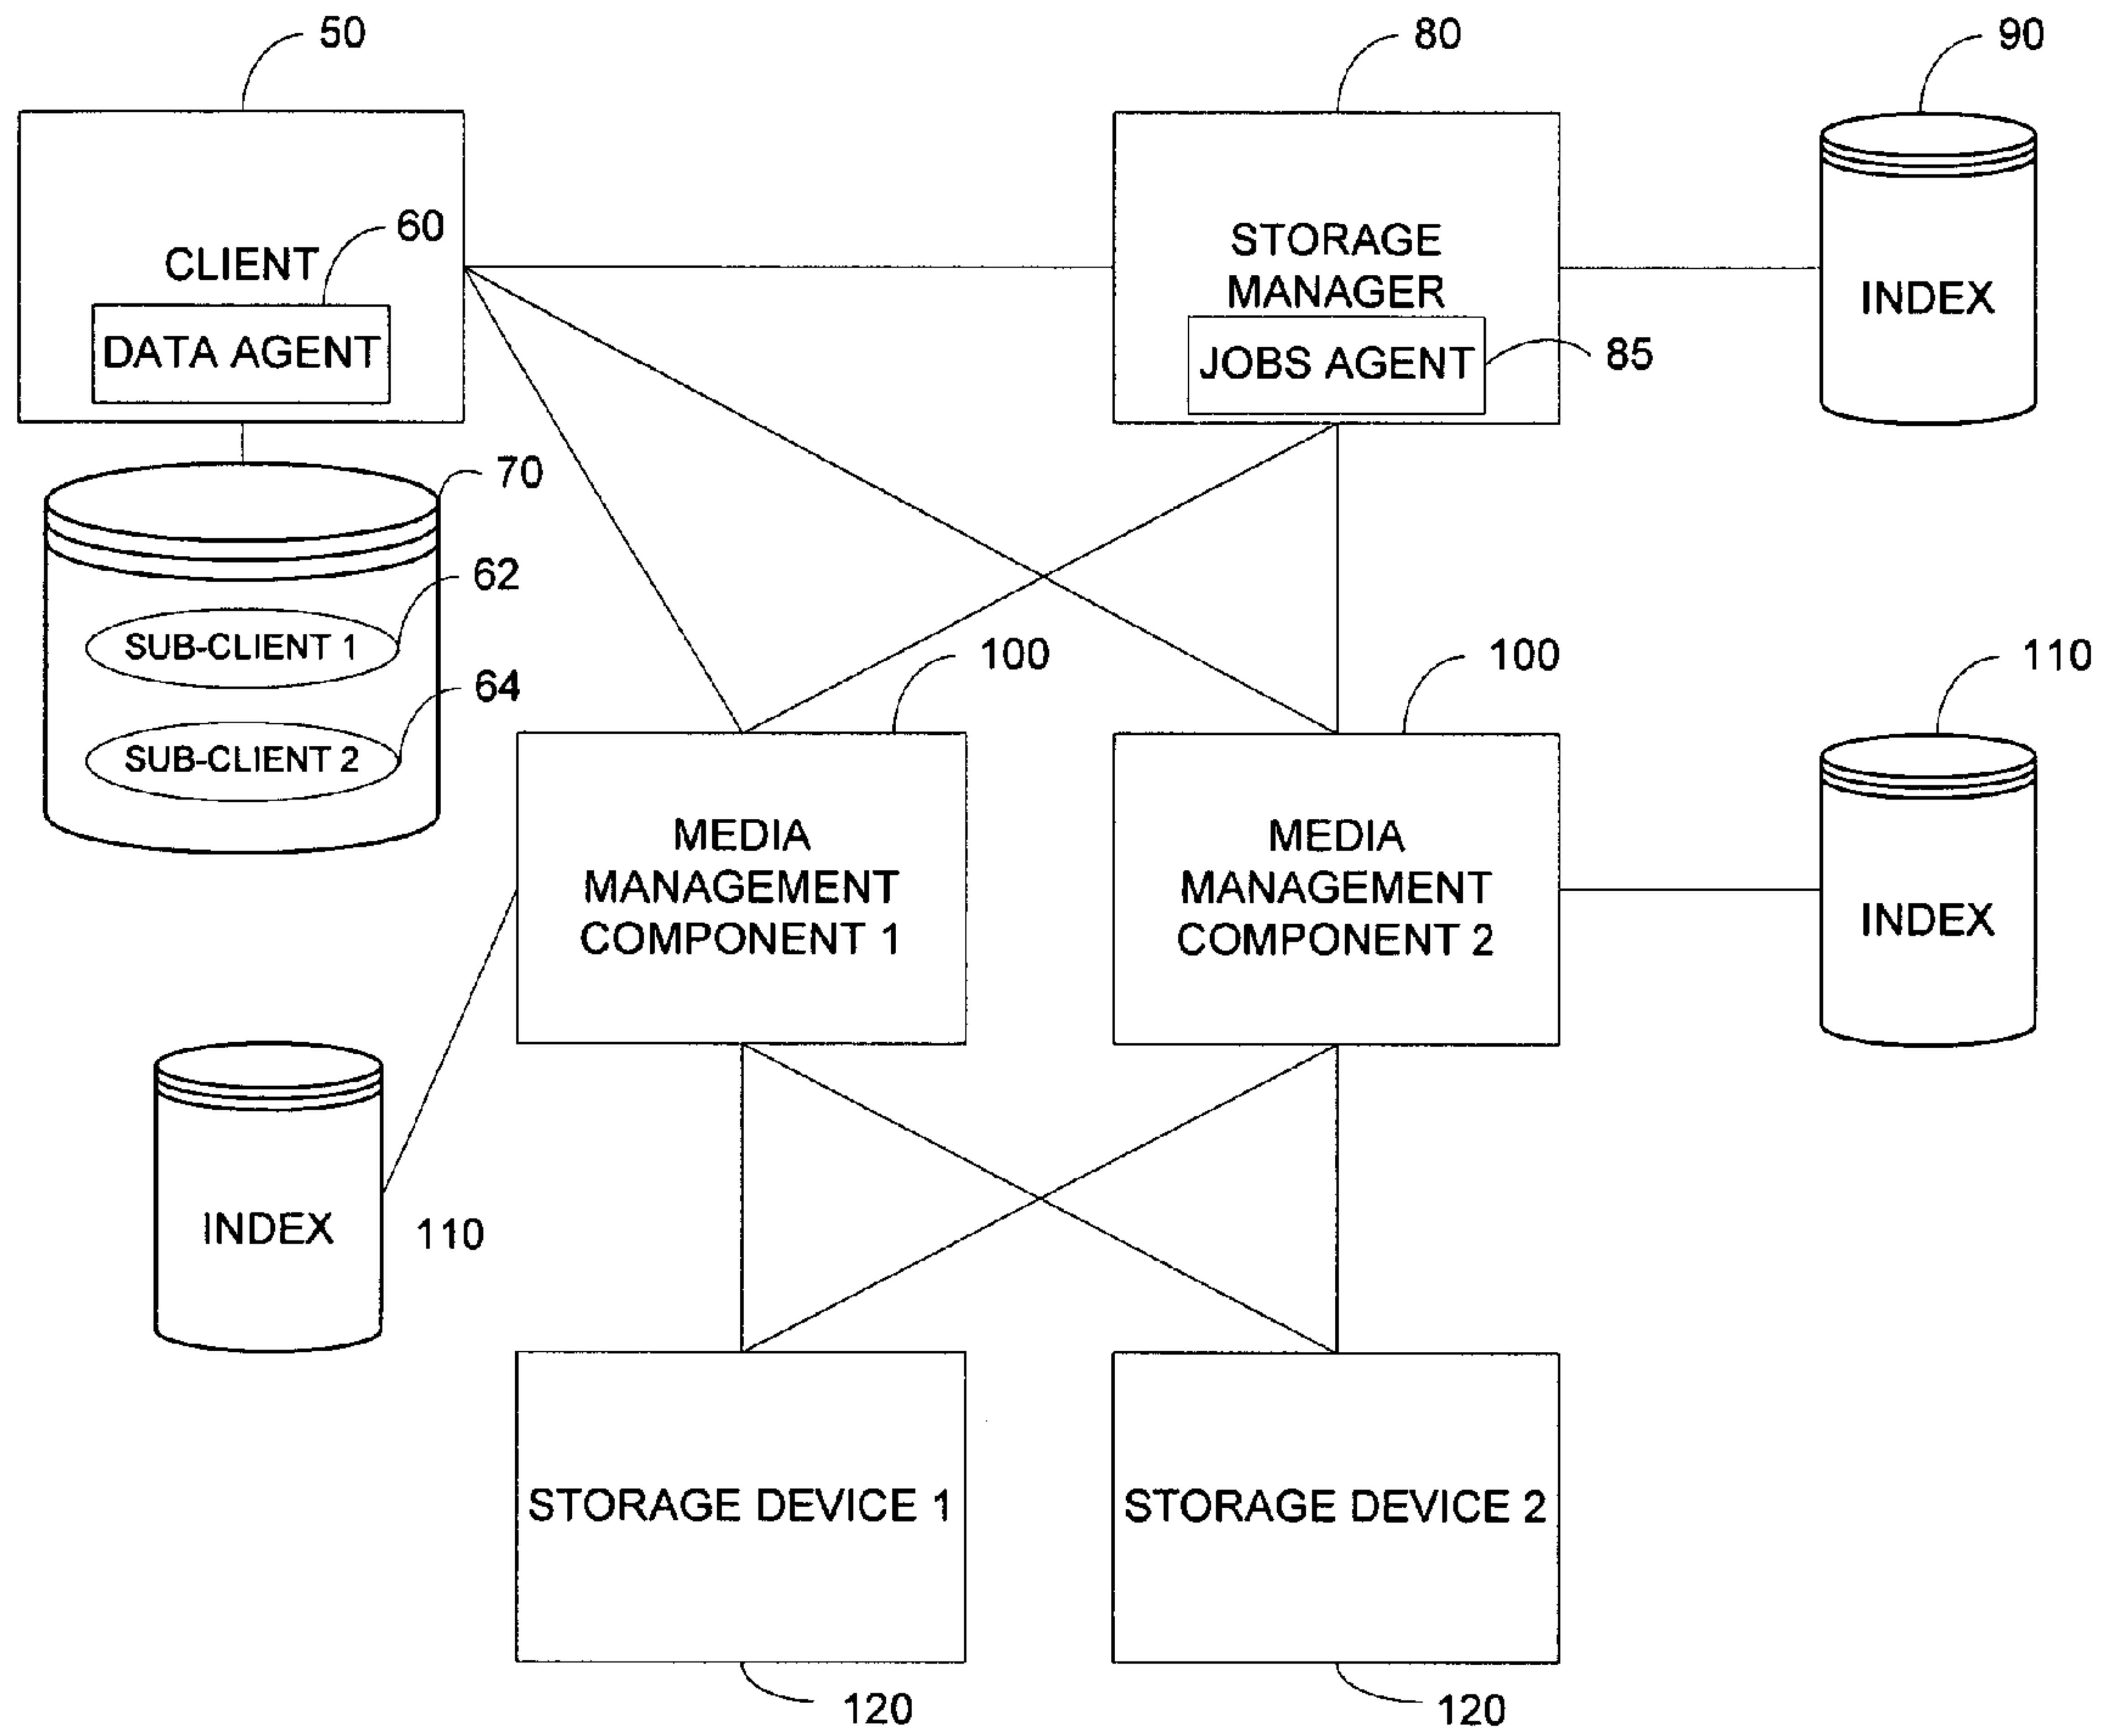 50
80
90
60
CLIENT
DATA AGENT
STORAGE
MANAGER
JOBS AGENT
85
INDEX
70
62
SUB-CLIENT 1
64
SUB-CLIENT 2
100
100
110
MEDIA
MANAGEMENT
COMPONENT 1
MEDIA
MANAGEMENT
COMPONENT 2
INDEX
INDEX
110
STORAGE DEVICE 1
STORAGE DEVICE 2
120
120